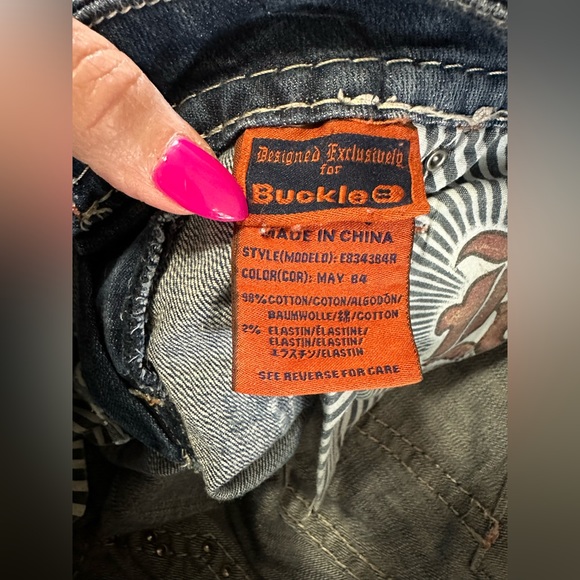 Designed Exclusively
for
Buckle B
MADE IN CHINA
STYLE(MODELO): E834384R
COLOR(COR): MAY 84
98% COTTON/COTON/ALGODÓN/
BAUMWOLLE/綿/COTTON
2% ELASTIN/ÉLASTINE/
ELASTIN/ELASTIN/
エラスチン/ELASTIN
SEE REVERSE FOR CARE